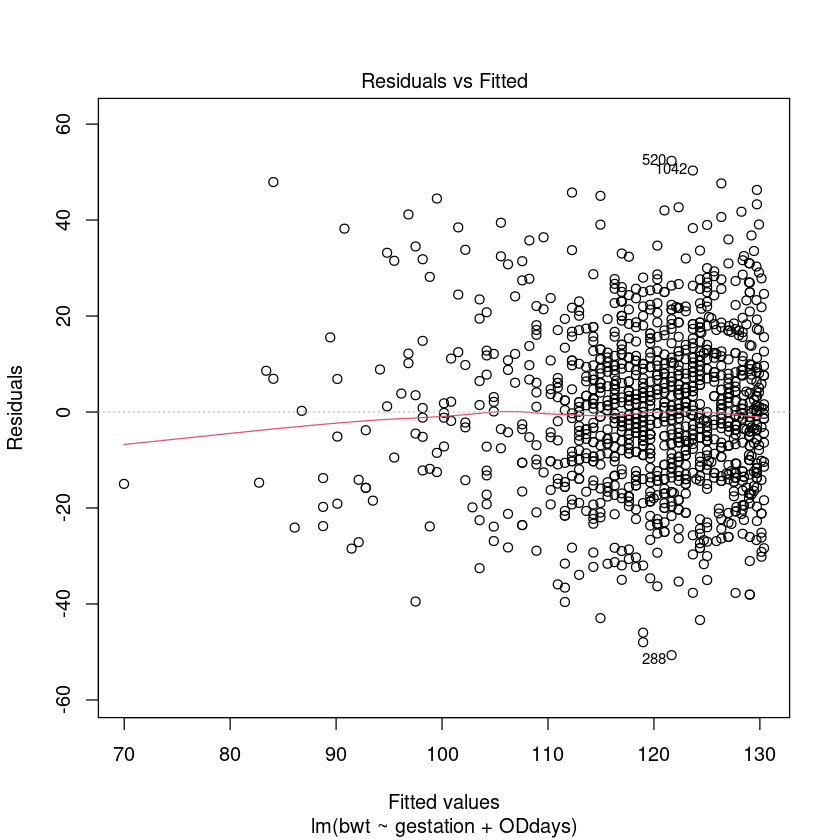 Residuals vs Fitted
Residuals
60
40
20
0
-20
-40
-60
520
1042
288
70 80 90 100 110 120 130
Fitted values
lm(bwt ~ gestation + ODdays)